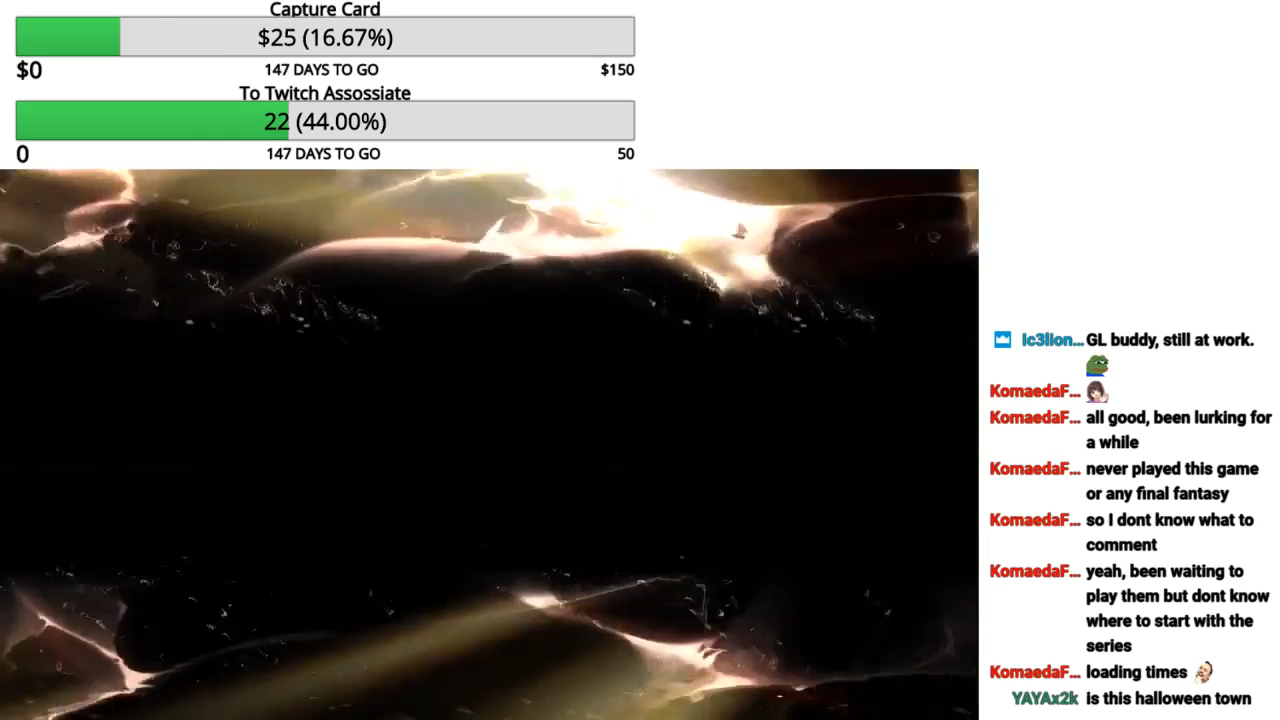 Capture Card
$25 (16.67%)
$0 147 DAYS TO GO $150
To Twitch Assossiate
22 (44.00%)
0 147 DAYS TO GO 50
Ic3lion... GL buddy, still at work.
KomaedaF...
KomaedaF... all good, been lurking for
a while
KomaedaF... never played this game
or any final fantasy
KomaedaF... so I dont know what to
comment
KomaedaF... yeah, been waiting to
play them but dont know
where to start with the
series
KomaedaF... loading times
YAYAx2k is this halloween town